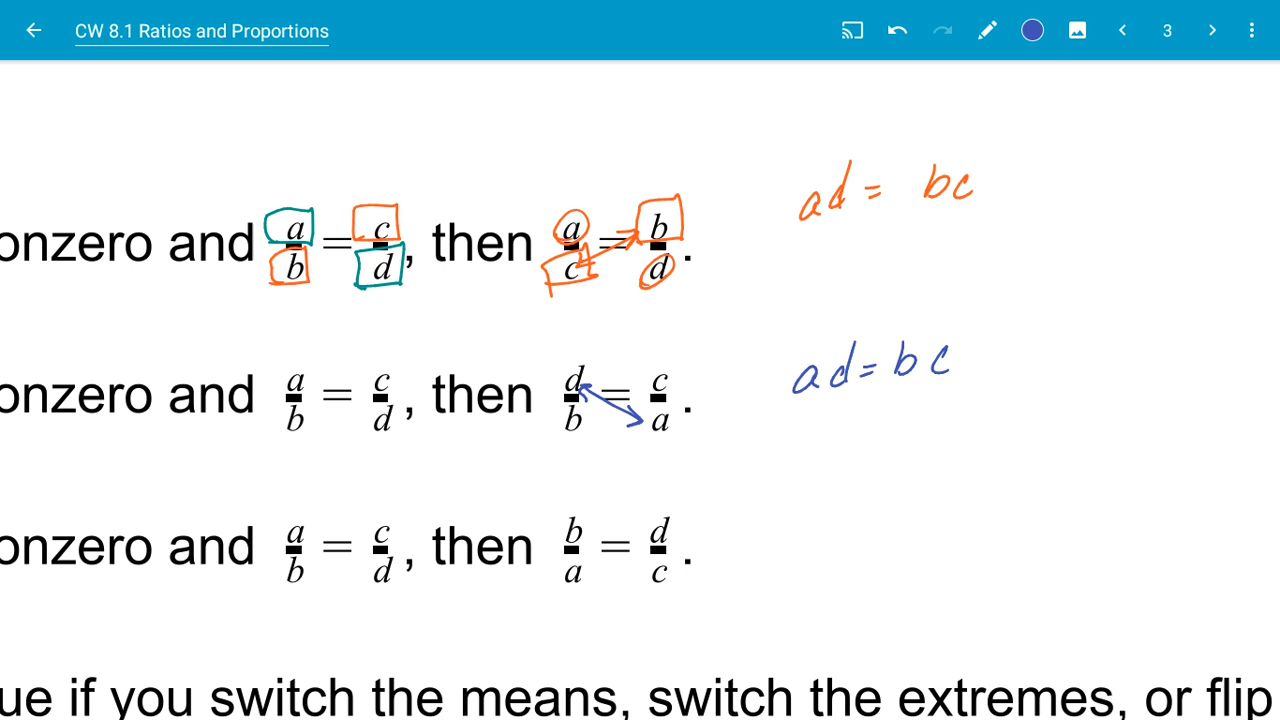 CW 8.1 Ratios and Proportions 3
onzero and a/b = c/d, then a/c = b/d. ad = bc
onzero and a/b = c/d, then d/b = c/a. ad = bc
onzero and a/b = c/d, then b/a = d/c.
ue if you switch the means, switch the extremes, or flip